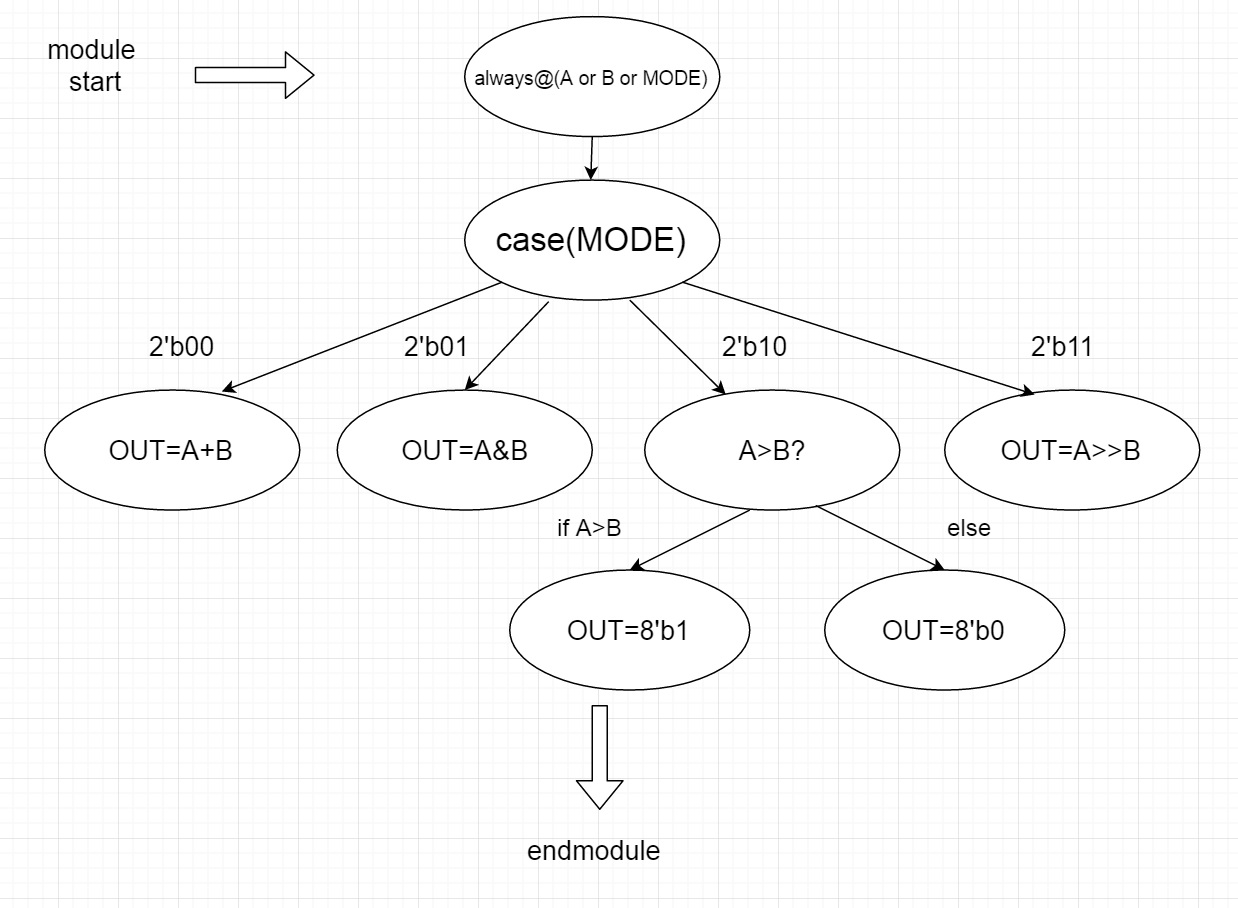 module
start
always@(A or B or MODE)
case(MODE)
2'b00
2'b01
2'b10
2'b11
OUT=A+B
OUT=A&B
A>B?
OUT=A>>B
if A>B
else
OUT=8'b1
OUT=8'b0
endmodule